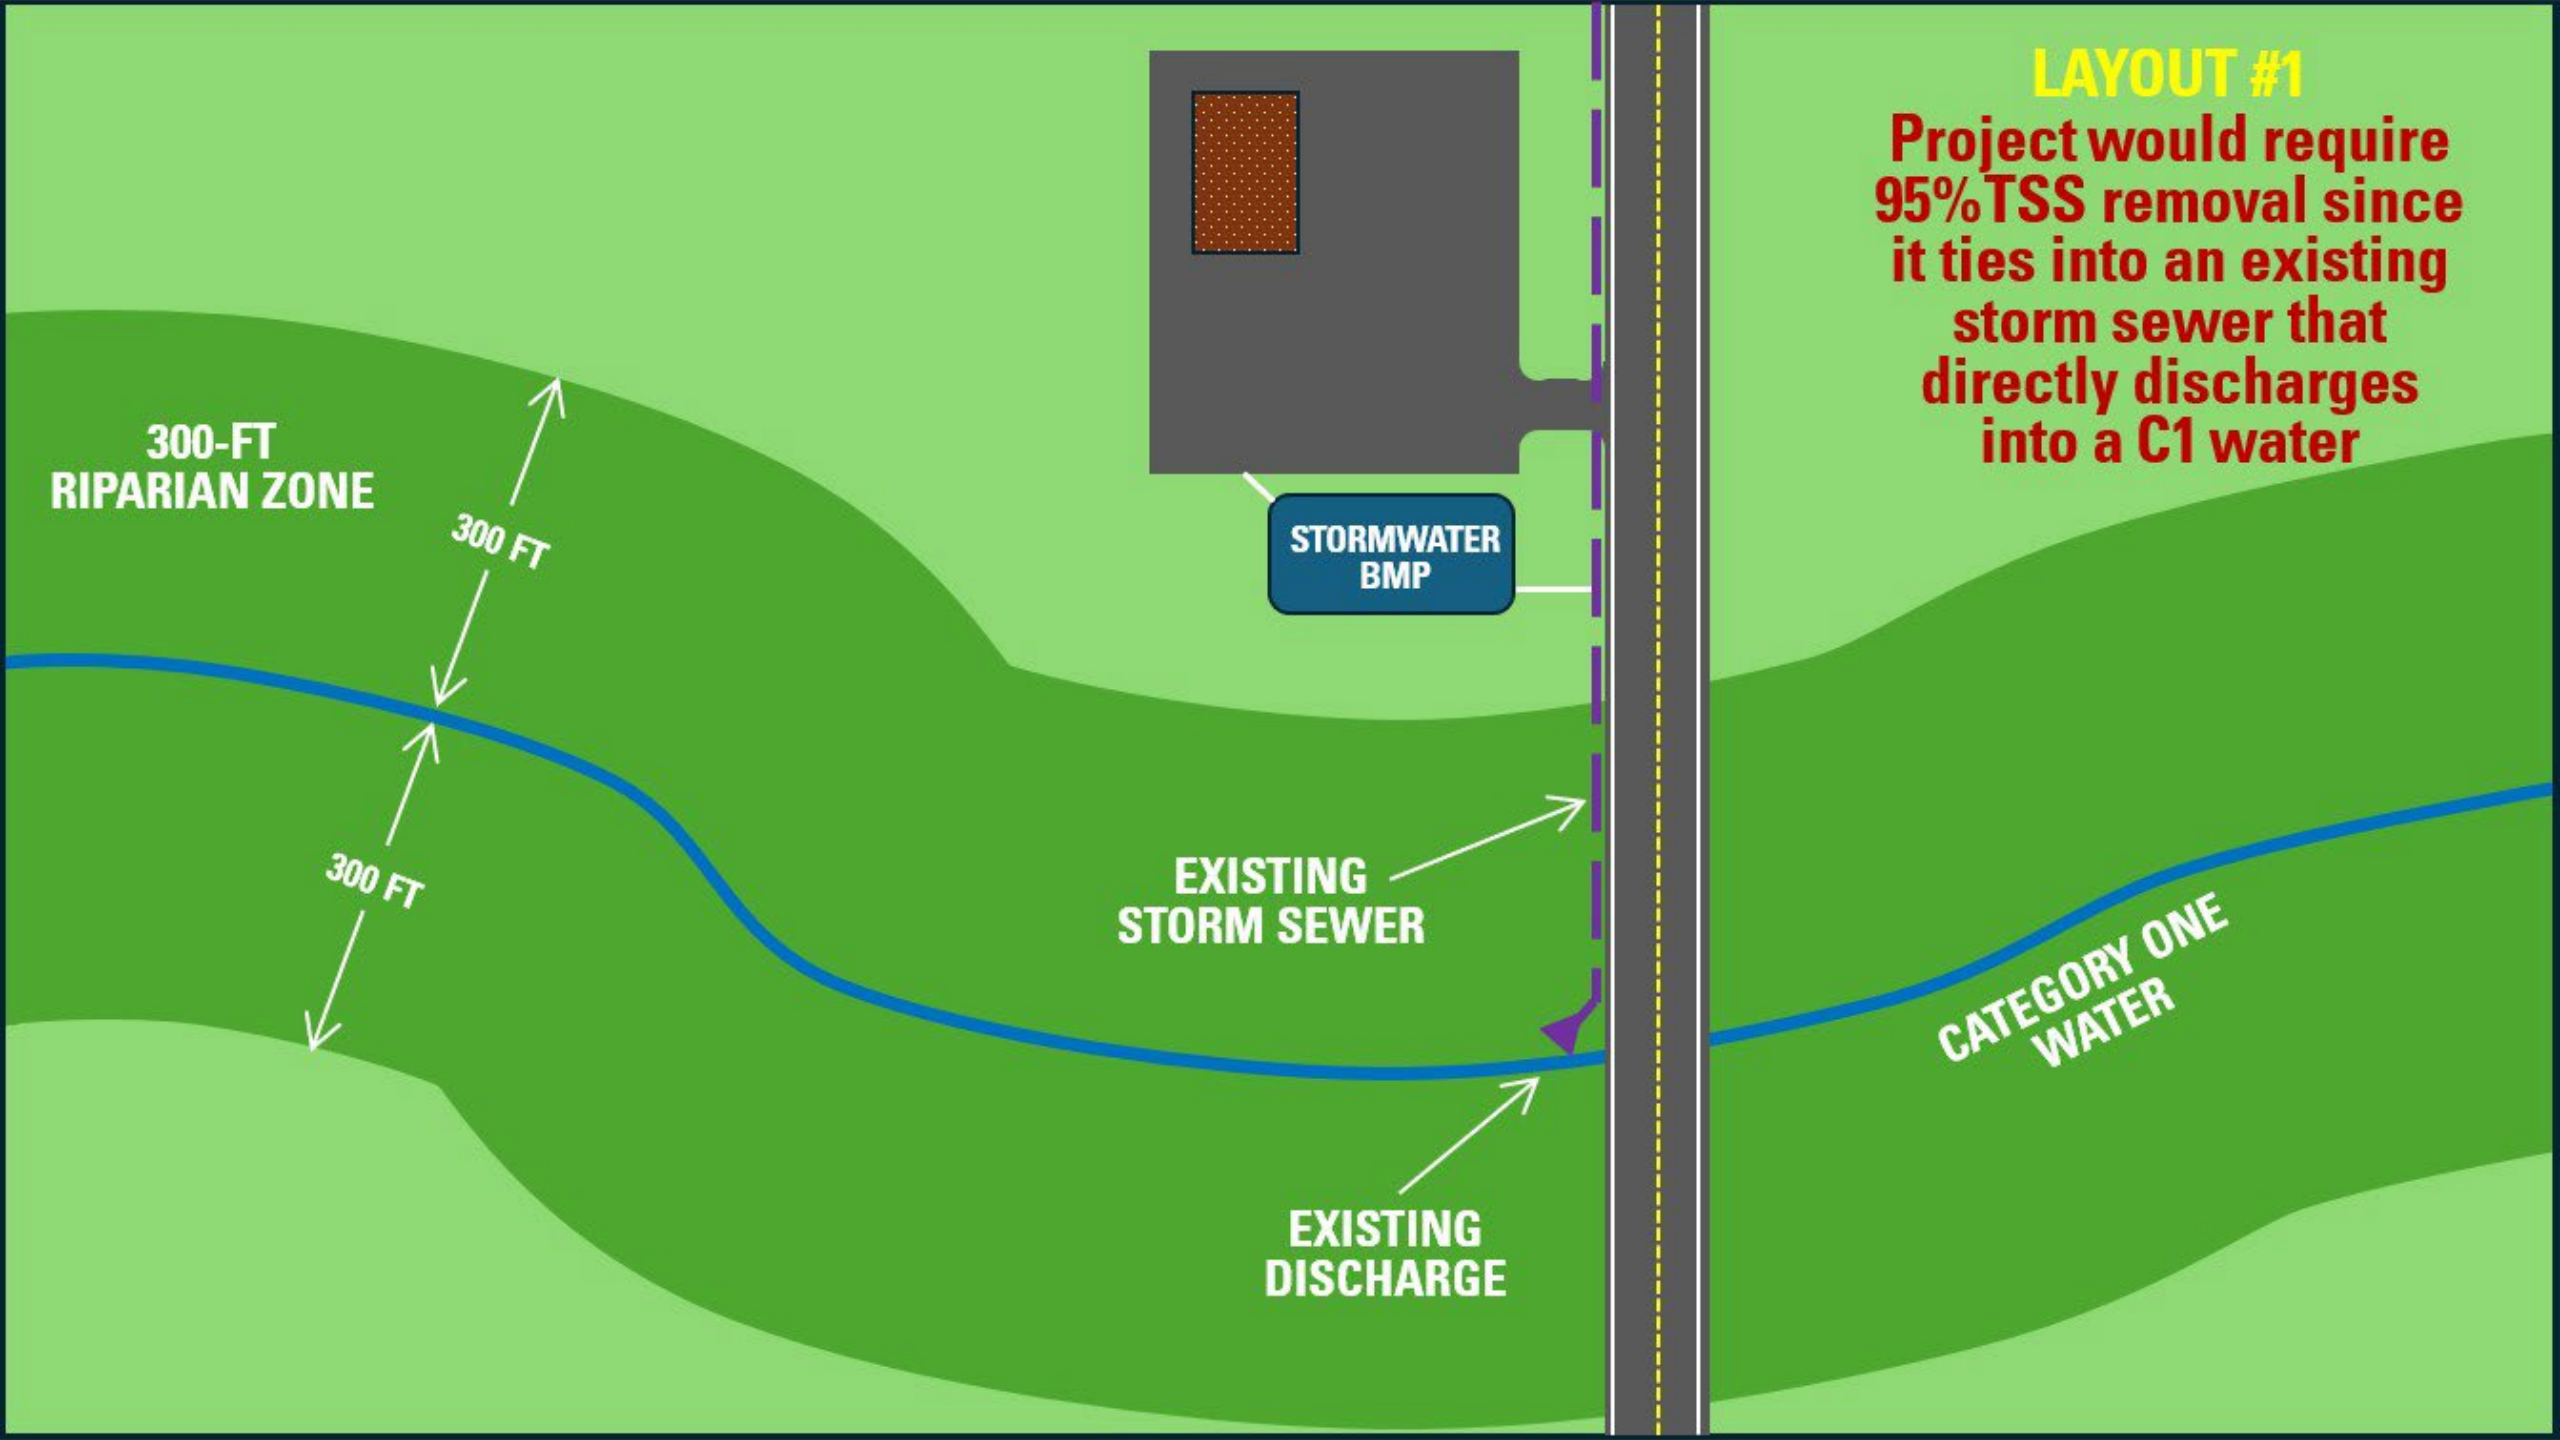 LAYOUT #1
Project would require
95% TSS removal since
it ties into an existing
storm sewer that
directly discharges
into a C1 water
300-FT
RIPARIAN ZONE
300 FT
STORMWATER
BMP
300 FT
EXISTING
STORM SEWER
CATEGORY ONE
WATER
EXISTING
DISCHARGE